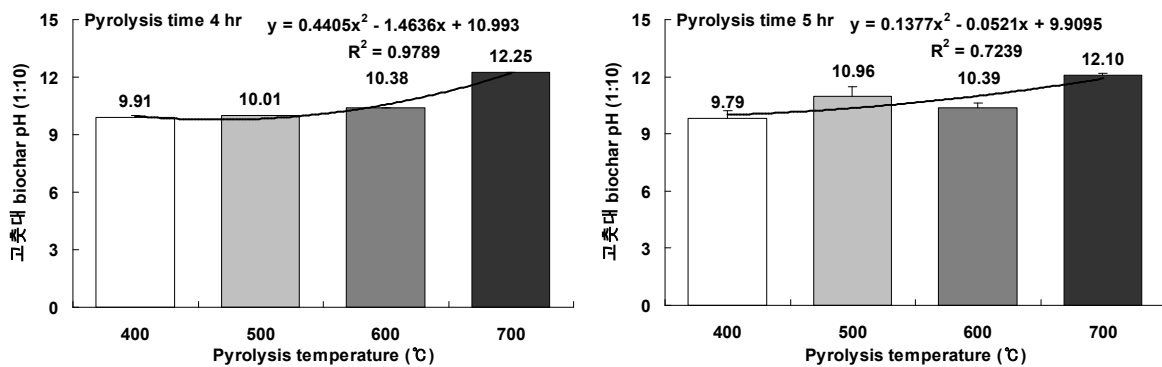 Pyrolysis time 4 hr
y = 0.4405x² - 1.4636x + 10.993
R² = 0.9789
15
12
9
6
3
0
고춧대 biochar pH (1:10)
9.91
10.01
10.38
12.25
400
500
600
700
Pyrolysis temperature (℃)
Pyrolysis time 5 hr
y = 0.1377x² - 0.0521x + 9.9095
R² = 0.7239
15
12
9
6
3
0
고춧대 biochar pH (1:10)
9.79
10.96
10.39
12.10
400
500
600
700
Pyrolysis temperature (℃)